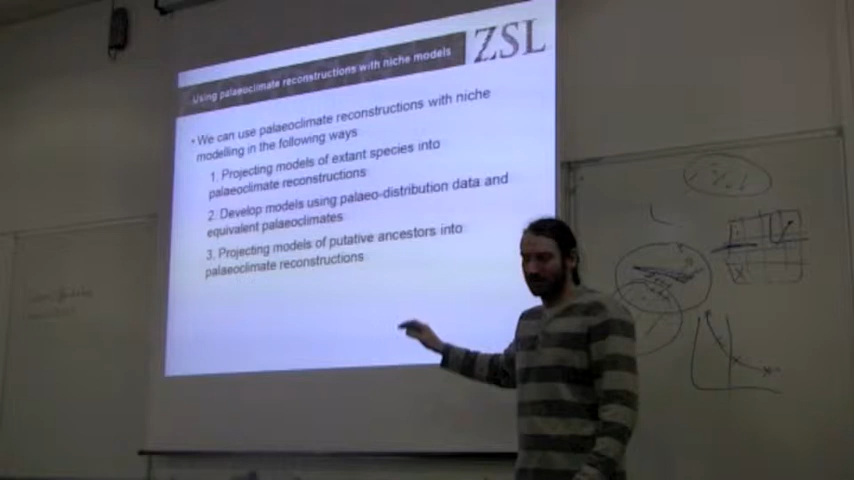 Using palaeoclimate reconstructions with niche models
ZSL
• We can use palaeoclimate reconstructions with niche
modelling in the following ways
1. Projecting models of extant species into
palaeoclimate reconstructions
2. Develop models using palaeo-distribution data and
equivalent palaeoclimates
3. Projecting models of putative ancestors into
palaeoclimate reconstructions